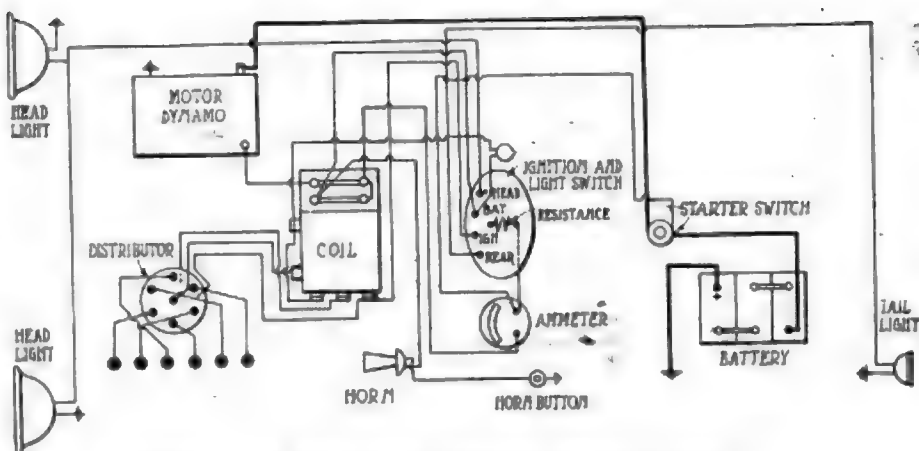 HEAD
LIGHT
MOTOR
DYNAMO
IGNITION AND
LIGHT SWITCH
HEAD
BAT
RESISTANCE
IGN
REAR
STARTER SWITCH
DISTRIBUTOR
COIL
+
+
AMMETER
BATTERY
TAIL
LIGHT
HEAD
LIGHT
HORN
HORN BUTTON